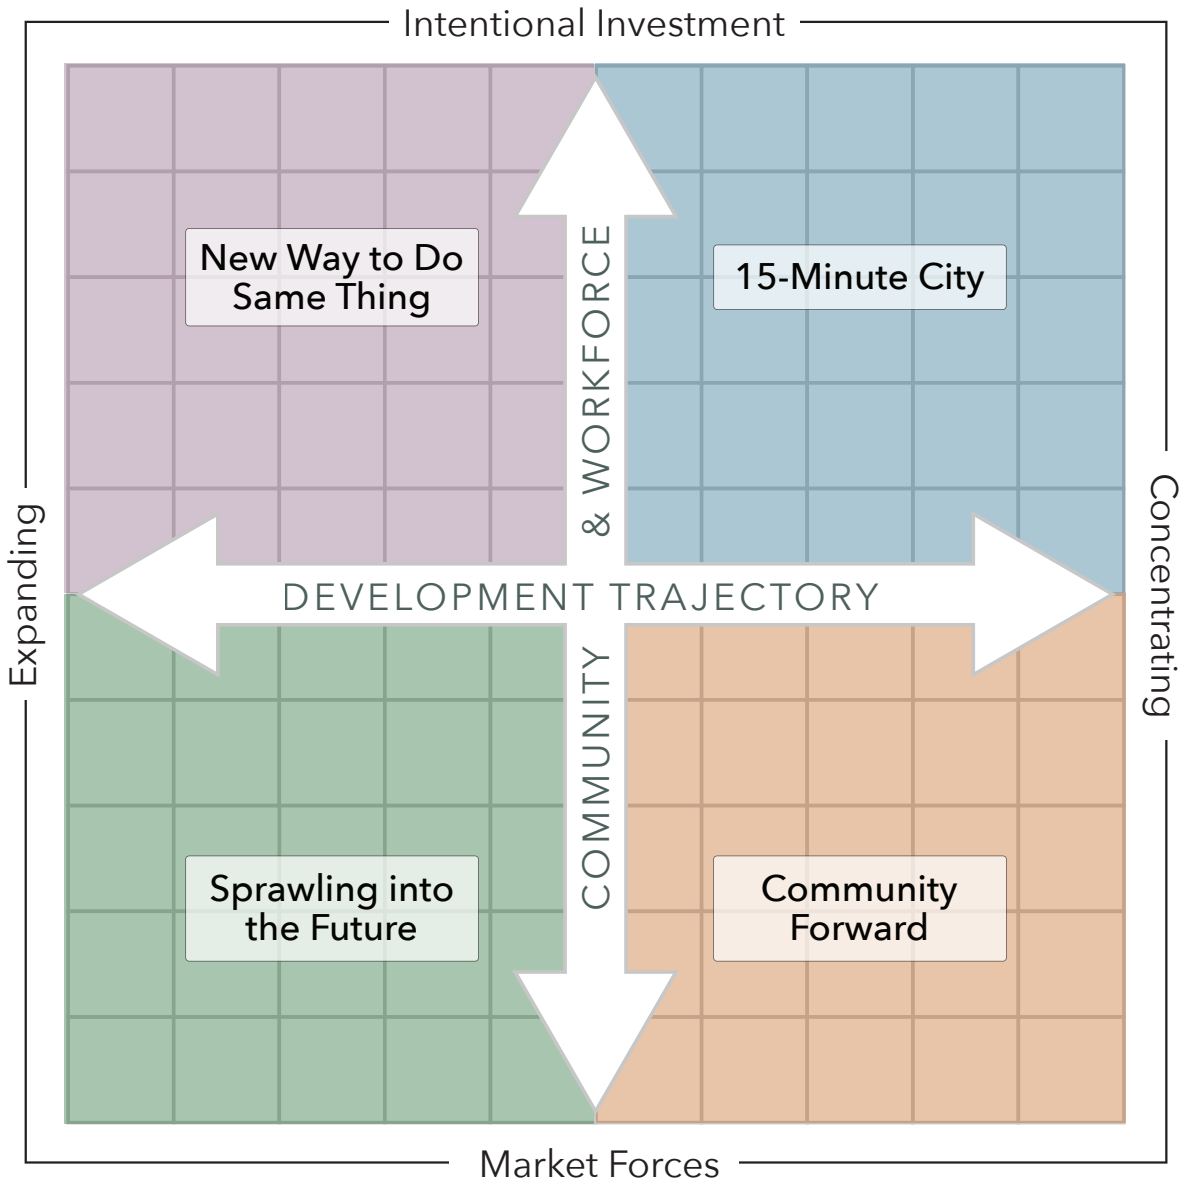 Intentional Investment
New Way to Do
Same Thing
15-Minute City
& WORKFORCE
Expanding
DEVELOPMENT TRAJECTORY
Concentrating
COMMUNITY
Sprawling into
the Future
Community
Forward
Market Forces